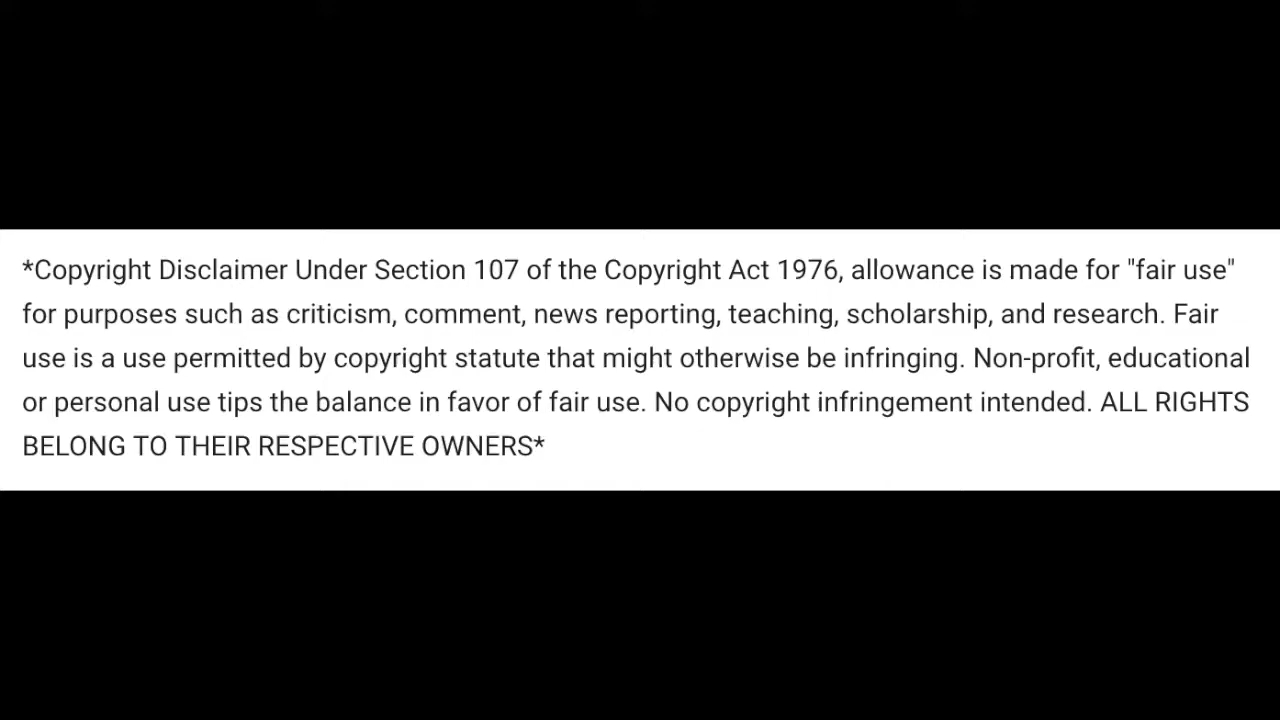 *Copyright Disclaimer Under Section 107 of the Copyright Act 1976, allowance is made for "fair use"
for purposes such as criticism, comment, news reporting, teaching, scholarship, and research. Fair
use is a use permitted by copyright statute that might otherwise be infringing. Non-profit, educational
or personal use tips the balance in favor of fair use. No copyright infringement intended. ALL RIGHTS
BELONG TO THEIR RESPECTIVE OWNERS*